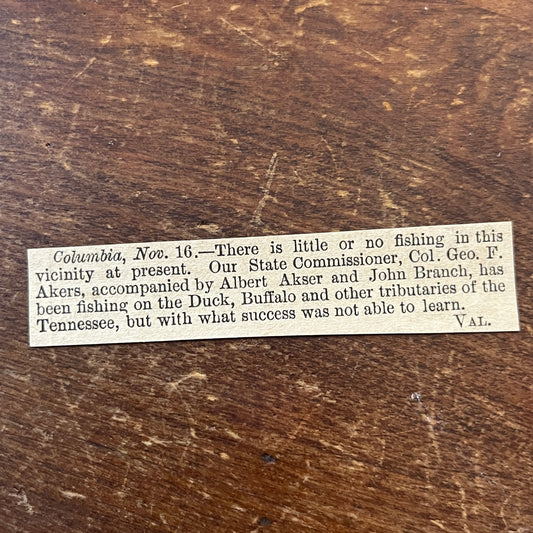 Columbia, Nov. 16.—There is little or no fishing in this
vicinity at present. Our State Commissioner, Col. Geo. F.
Akers, accompanied by Albert Akser and John Branch, has
been fishing on the Duck, Buffalo and other tributaries of the
Tennessee, but with what success was not able to learn.
VAL.